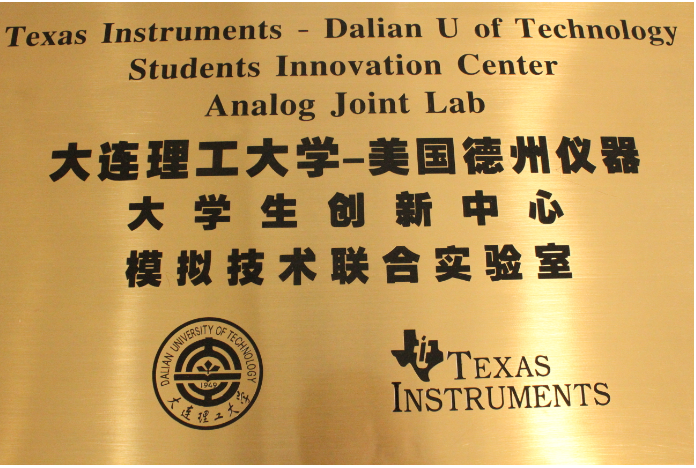 Texas Instruments - Dalian U of Technology
Students Innovation Center
Analog Joint Lab
大连理工大学-美国德州仪器
大学生创新中心
模拟技术联合实验室
DALIAN UNIVERSITY OF TECHNOLOGY
1949
大连理工大学
TEXAS
INSTRUMENTS